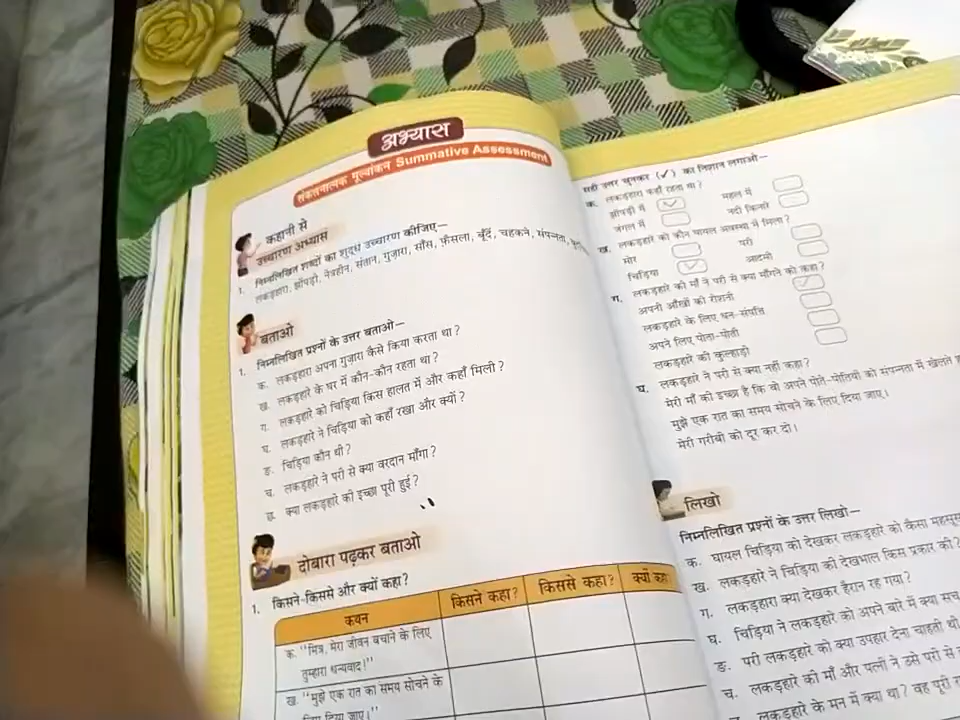 अभ्यास
संकलनात्मक मूल्यांकन Summative Assessment
कहानी से
उच्चारण अभ्यास
1. निम्नलिखित शब्दों का शुद्ध उच्चारण कीजिए—
लकड़हारा, झोंपड़ी, नेत्रहीन, संतान, गुज़ारा, साँस, फ़ैसला, बूँद, चहकने, संपन्नता,
बताओ
1. निम्नलिखित प्रश्नों के उत्तर बताओ—
क. लकड़हारा अपना गुज़ारा कैसे किया करता था?
ख. लकड़हारे के घर में कौन-कौन रहता था?
ग. लकड़हारे को चिड़िया किस हालत में और कहाँ मिली?
घ. लकड़हारे ने चिड़िया को कहाँ रखा और क्यों?
ङ. चिड़िया कौन थी?
च. लकड़हारे ने परी से क्या वरदान माँगा?
छ. क्या लकड़हारे की इच्छा पूरी हुई?
दोबारा पढ़कर बताओ
1. किसने-किससे और क्यों कहा?
कथन किसने कहा? किससे कहा? क्यों कहा?
क. "मित्र, मेरा जीवन बचाने के लिए
तुम्हारा धन्यवाद!"
ख. "मुझे एक रात का समय सोचने के
लिए दिया जाए।"
सही उत्तर चुनकर (✓) का निशान लगाओ—
क. लकड़हारा कहाँ रहता था?
झोंपड़ी में ✓ महल में
जंगल में नदी किनारे
ख. लकड़हारे को कौन घायल अवस्था में मिला?
मोर परी
चिड़िया ✓ आदमी
ग. लकड़हारे की माँ ने परी से क्या माँगने को कहा?
अपनी आँखों की रोशनी ✓
लकड़हारे के लिए धन-संपत्ति
अपने लिए पोता-पोती
लकड़हारे की कुल्हाड़ी
घ. लकड़हारे ने परी से क्या नहीं कहा?
मेरी माँ की इच्छा है कि वो अपने पोते-पोतियों को संपन्नता में खेलते
मुझे एक रात का समय सोचने के लिए दिया जाए।
मेरी गरीबी को दूर कर दो।
लिखो
निम्नलिखित प्रश्नों के उत्तर लिखो—
क. घायल चिड़िया को देखकर लकड़हारे को कैसा महसूस
ख. लकड़हारे ने चिड़िया की देखभाल किस प्रकार की?
ग. लकड़हारा क्या देखकर हैरान रह गया?
घ. चिड़िया ने लकड़हारे को अपने बारे में क्या सच
ङ. परी लकड़हारे को क्या उपहार देना चाहती थी
च. लकड़हारे की माँ और पत्नी ने उसे परी से
लकड़हारे के मन में क्या था? वह पूरी